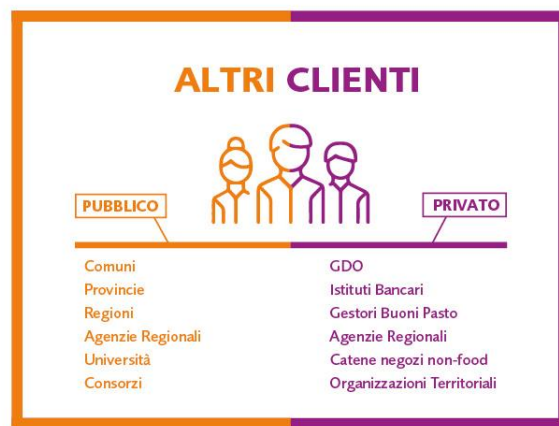 ALTRI CLIENTI
PUBBLICO
Comuni
Provincie
Regioni
Agenzie Regionali
Università
Consorzi
PRIVATO
GDO
Istituti Bancari
Gestori Buoni Pasto
Agenzie Regionali
Catene negozi non-food
Organizzazioni Territoriali